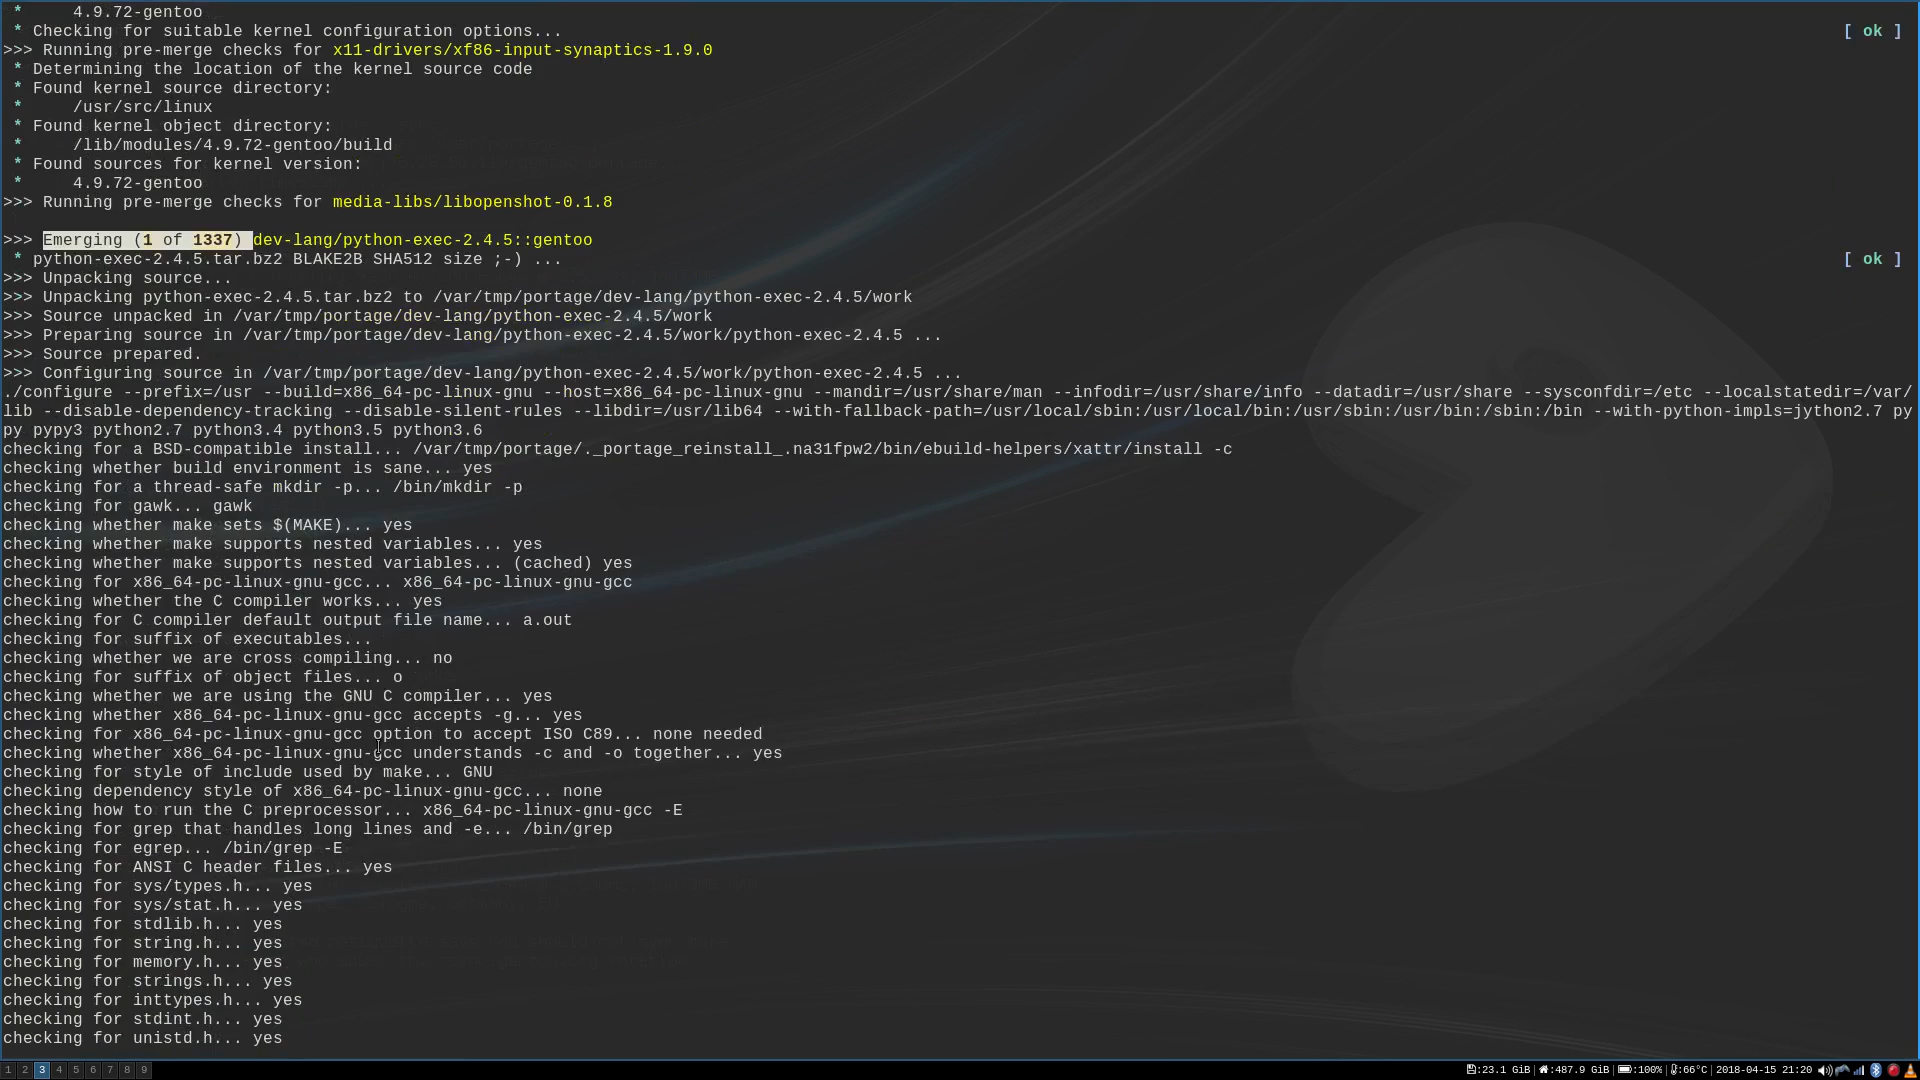 *     4.9.72-gentoo
 * Checking for suitable kernel configuration options... [ ok ]
>>> Running pre-merge checks for x11-drivers/xf86-input-synaptics-1.9.0
 * Determining the location of the kernel source code
 * Found kernel source directory:
 *     /usr/src/linux
 * Found kernel object directory:
 *     /lib/modules/4.9.72-gentoo/build
 * Found sources for kernel version:
 *     4.9.72-gentoo
>>> Running pre-merge checks for media-libs/libopenshot-0.1.8
>>> Emerging (1 of 1337) dev-lang/python-exec-2.4.5::gentoo
 * python-exec-2.4.5.tar.bz2 BLAKE2B SHA512 size ;-) ... [ ok ]
>>> Unpacking source...
>>> Unpacking python-exec-2.4.5.tar.bz2 to /var/tmp/portage/dev-lang/python-exec-2.4.5/work
>>> Source unpacked in /var/tmp/portage/dev-lang/python-exec-2.4.5/work
>>> Preparing source in /var/tmp/portage/dev-lang/python-exec-2.4.5/work/python-exec-2.4.5 ...
>>> Source prepared.
>>> Configuring source in /var/tmp/portage/dev-lang/python-exec-2.4.5/work/python-exec-2.4.5 ...
./configure --prefix=/usr --build=x86_64-pc-linux-gnu --host=x86_64-pc-linux-gnu --mandir=/usr/share/man --infodir=/usr/share/info --datadir=/usr/share --sysconfdir=/etc --localstatedir=/var/
lib --disable-dependency-tracking --disable-silent-rules --libdir=/usr/lib64 --with-fallback-path=/usr/local/sbin:/usr/local/bin:/usr/sbin:/usr/bin:/sbin:/bin --with-python-impls=jython2.7 py
py pypy3 python2.7 python3.4 python3.5 python3.6
checking for a BSD-compatible install... /var/tmp/portage/._portage_reinstall_.na31fpw2/bin/ebuild-helpers/xattr/install -c
checking whether build environment is sane... yes
checking for a thread-safe mkdir -p... /bin/mkdir -p
checking for gawk... gawk
checking whether make sets $(MAKE)... yes
checking whether make supports nested variables... yes
checking whether make supports nested variables... (cached) yes
checking for x86_64-pc-linux-gnu-gcc... x86_64-pc-linux-gnu-gcc
checking whether the C compiler works... yes
checking for C compiler default output file name... a.out
checking for suffix of executables...
checking whether we are cross compiling... no
checking for suffix of object files... o
checking whether we are using the GNU C compiler... yes
checking whether x86_64-pc-linux-gnu-gcc accepts -g... yes
checking for x86_64-pc-linux-gnu-gcc option to accept ISO C89... none needed
checking whether x86_64-pc-linux-gnu-gcc understands -c and -o together... yes
checking for style of include used by make... GNU
checking dependency style of x86_64-pc-linux-gnu-gcc... none
checking how to run the C preprocessor... x86_64-pc-linux-gnu-gcc -E
checking for grep that handles long lines and -e... /bin/grep
checking for egrep... /bin/grep -E
checking for ANSI C header files... yes
checking for sys/types.h... yes
checking for sys/stat.h... yes
checking for stdlib.h... yes
checking for string.h... yes
checking for memory.h... yes
checking for strings.h... yes
checking for inttypes.h... yes
checking for stdint.h... yes
checking for unistd.h... yes
1 2 3 4 5 6 7 8 9 :23.1 GiB| :487.9 GiB| :100%| :66°C|2018-04-15 21:20